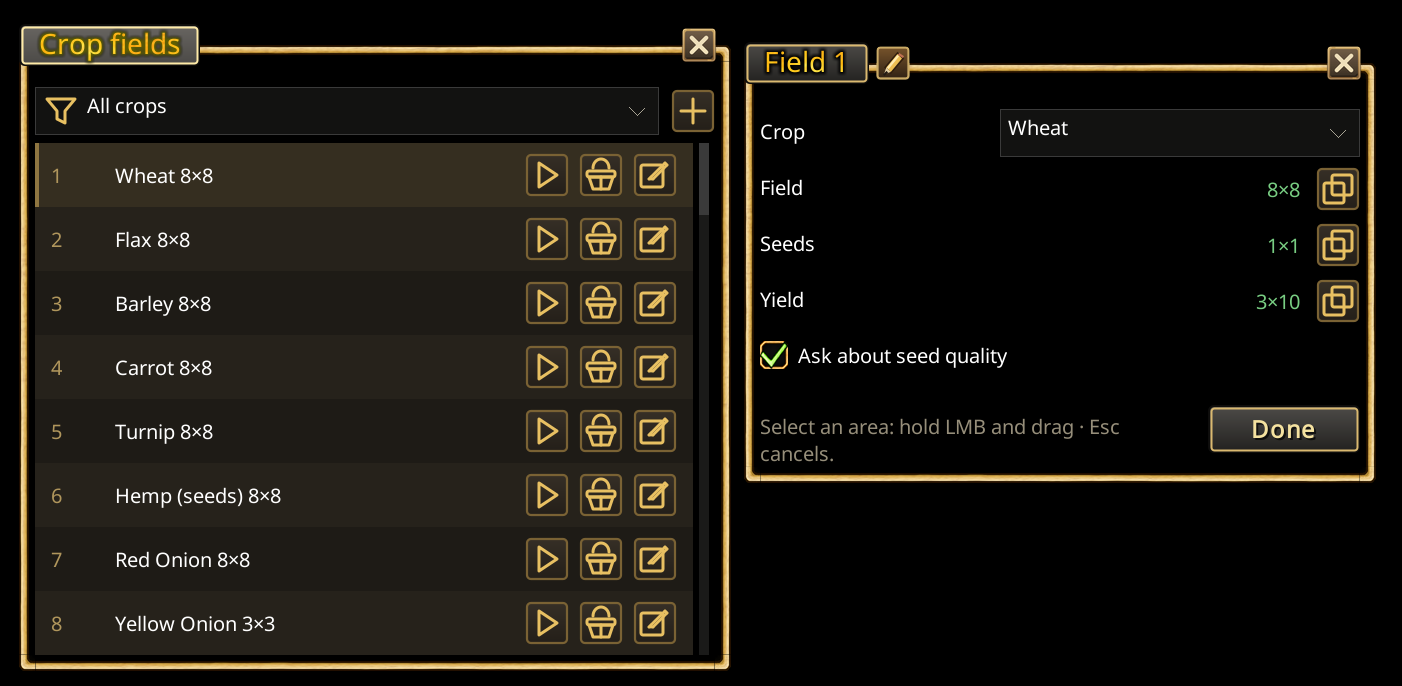 Crop fields
All crops
1 Wheat 8×8
2 Flax 8×8
3 Barley 8×8
4 Carrot 8×8
5 Turnip 8×8
6 Hemp (seeds) 8×8
7 Red Onion 8×8
8 Yellow Onion 3×3
Field 1
Crop Wheat
Field 8×8
Seeds 1×1
Yield 3×10
Ask about seed quality
Select an area: hold LMB and drag · Esc
cancels.
Done